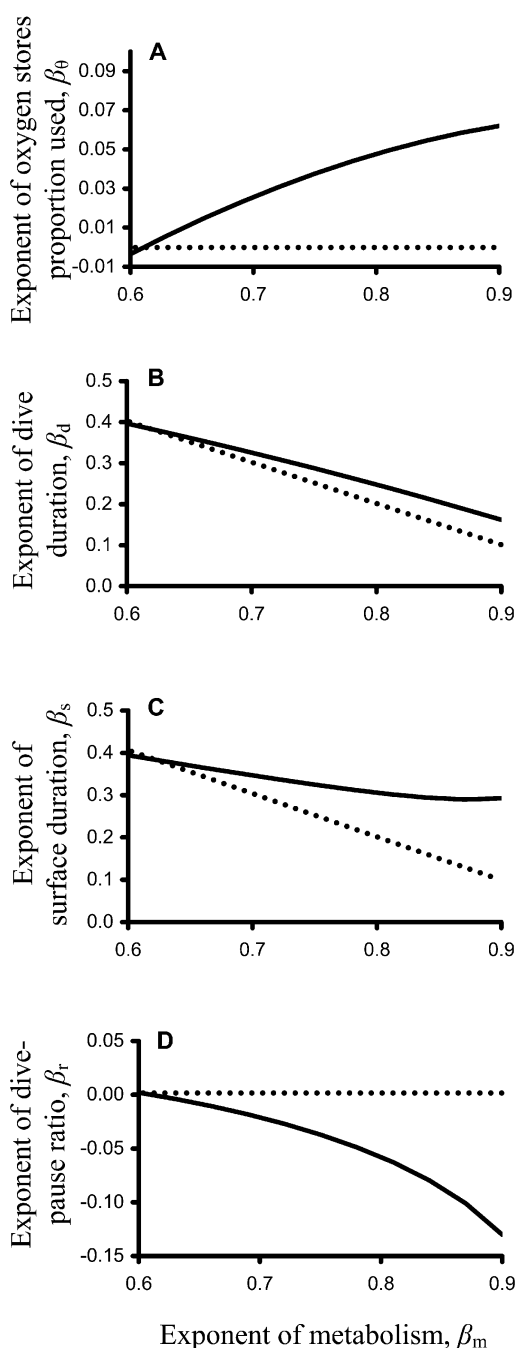 A
Exponent of oxygen stores
proportion used, βθ
0.09
0.07
0.05
0.03
0.01
-0.01
0.6 0.7 0.8 0.9
B
Exponent of dive
duration, βd
0.5
0.4
0.3
0.2
0.1
0.0
0.6 0.7 0.8 0.9
C
Exponent of
surface duration, βs
0.5
0.4
0.3
0.2
0.1
0.0
0.6 0.7 0.8 0.9
D
Exponent of dive-
pause ratio, βr
0.05
0.00
-0.05
-0.10
-0.15
0.6 0.7 0.8 0.9
Exponent of metabolism, βm